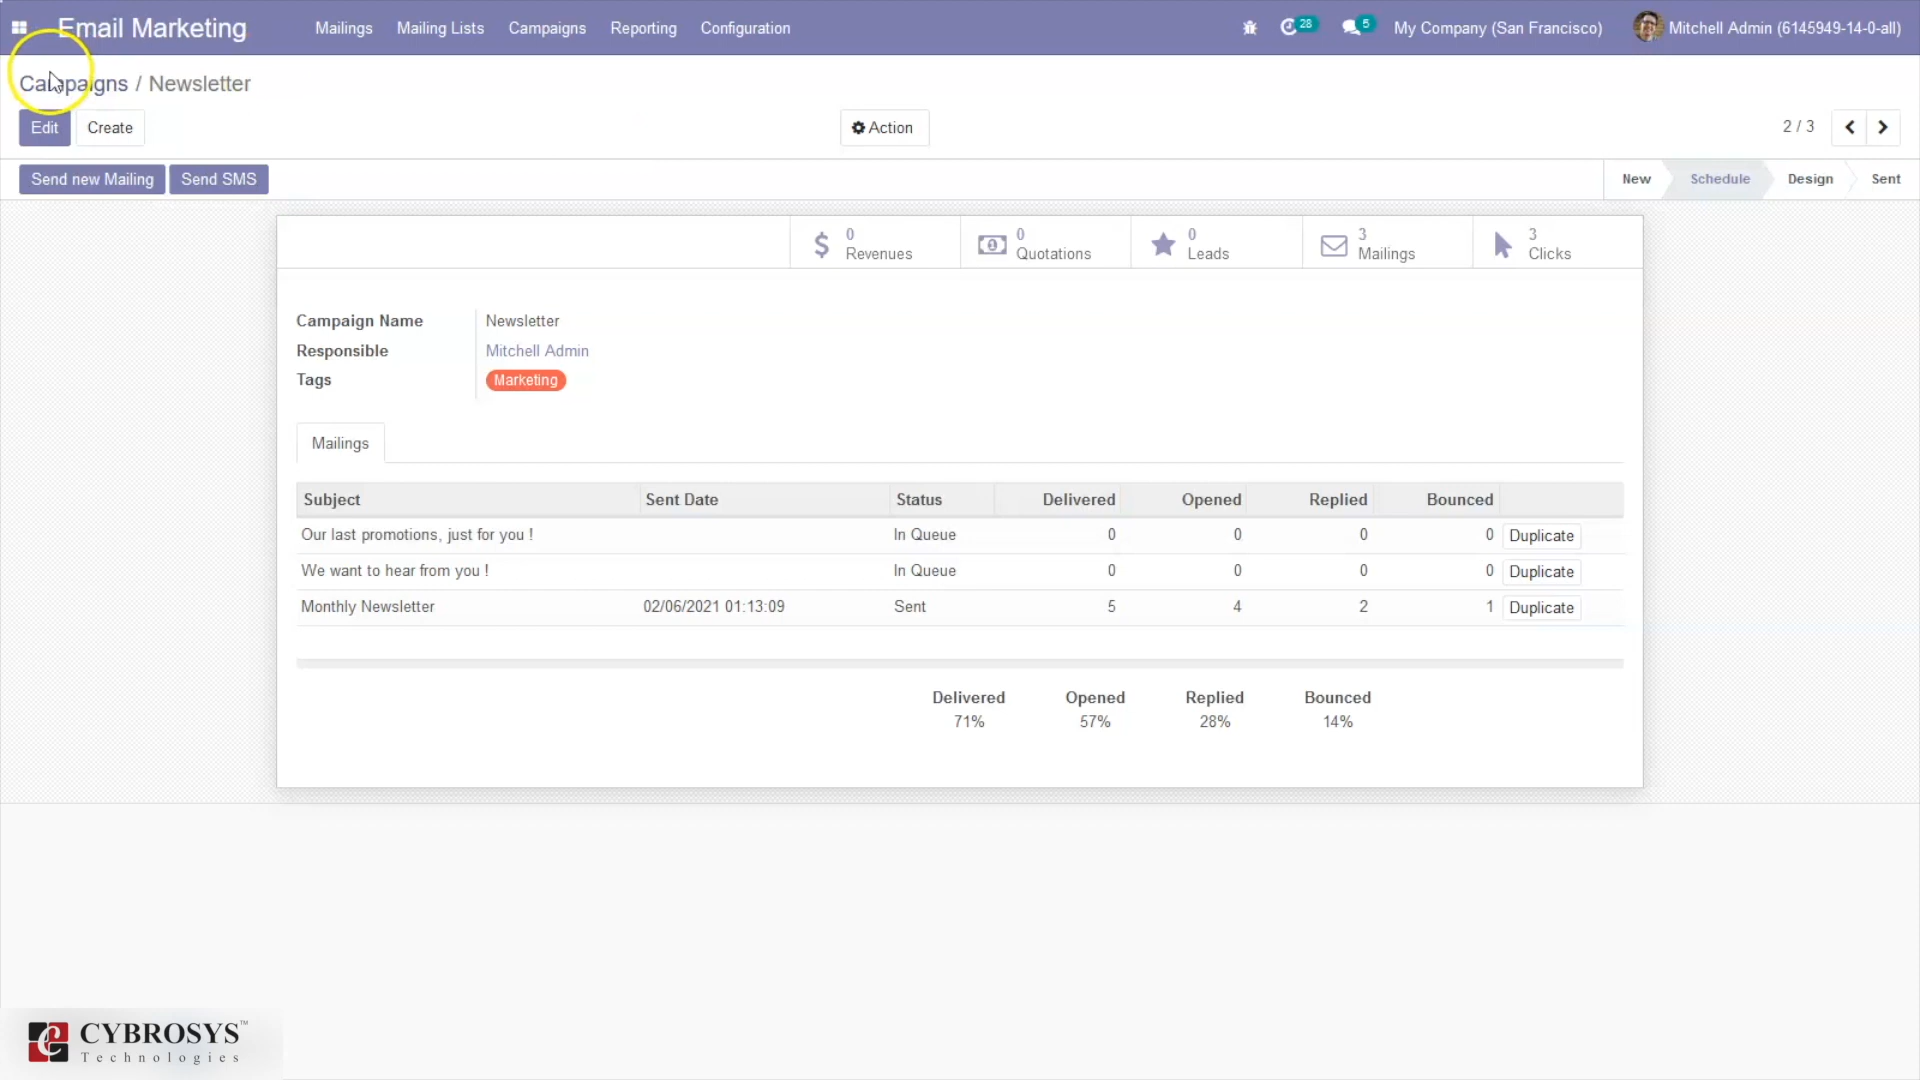 Email Marketing Mailings Mailing Lists Campaigns Reporting Configuration 28 5 My Company (San Francisco) Mitchell Admin (6145949-14-0-all)
Campaigns / Newsletter
Edit Create Action 2 / 3
Send new Mailing Send SMS New Schedule Design Sent
0 0 0 3 3
Revenues Quotations Leads Mailings Clicks
Campaign Name Newsletter
Responsible Mitchell Admin
Tags Marketing
Mailings
Subject Sent Date Status Delivered Opened Replied Bounced
Our last promotions, just for you ! In Queue 0 0 0 0 Duplicate
We want to hear from you ! In Queue 0 0 0 0 Duplicate
Monthly Newsletter 02/06/2021 01:13:09 Sent 5 4 2 1 Duplicate
Delivered Opened Replied Bounced
71% 57% 28% 14%
CYBROSYS™
Technologies